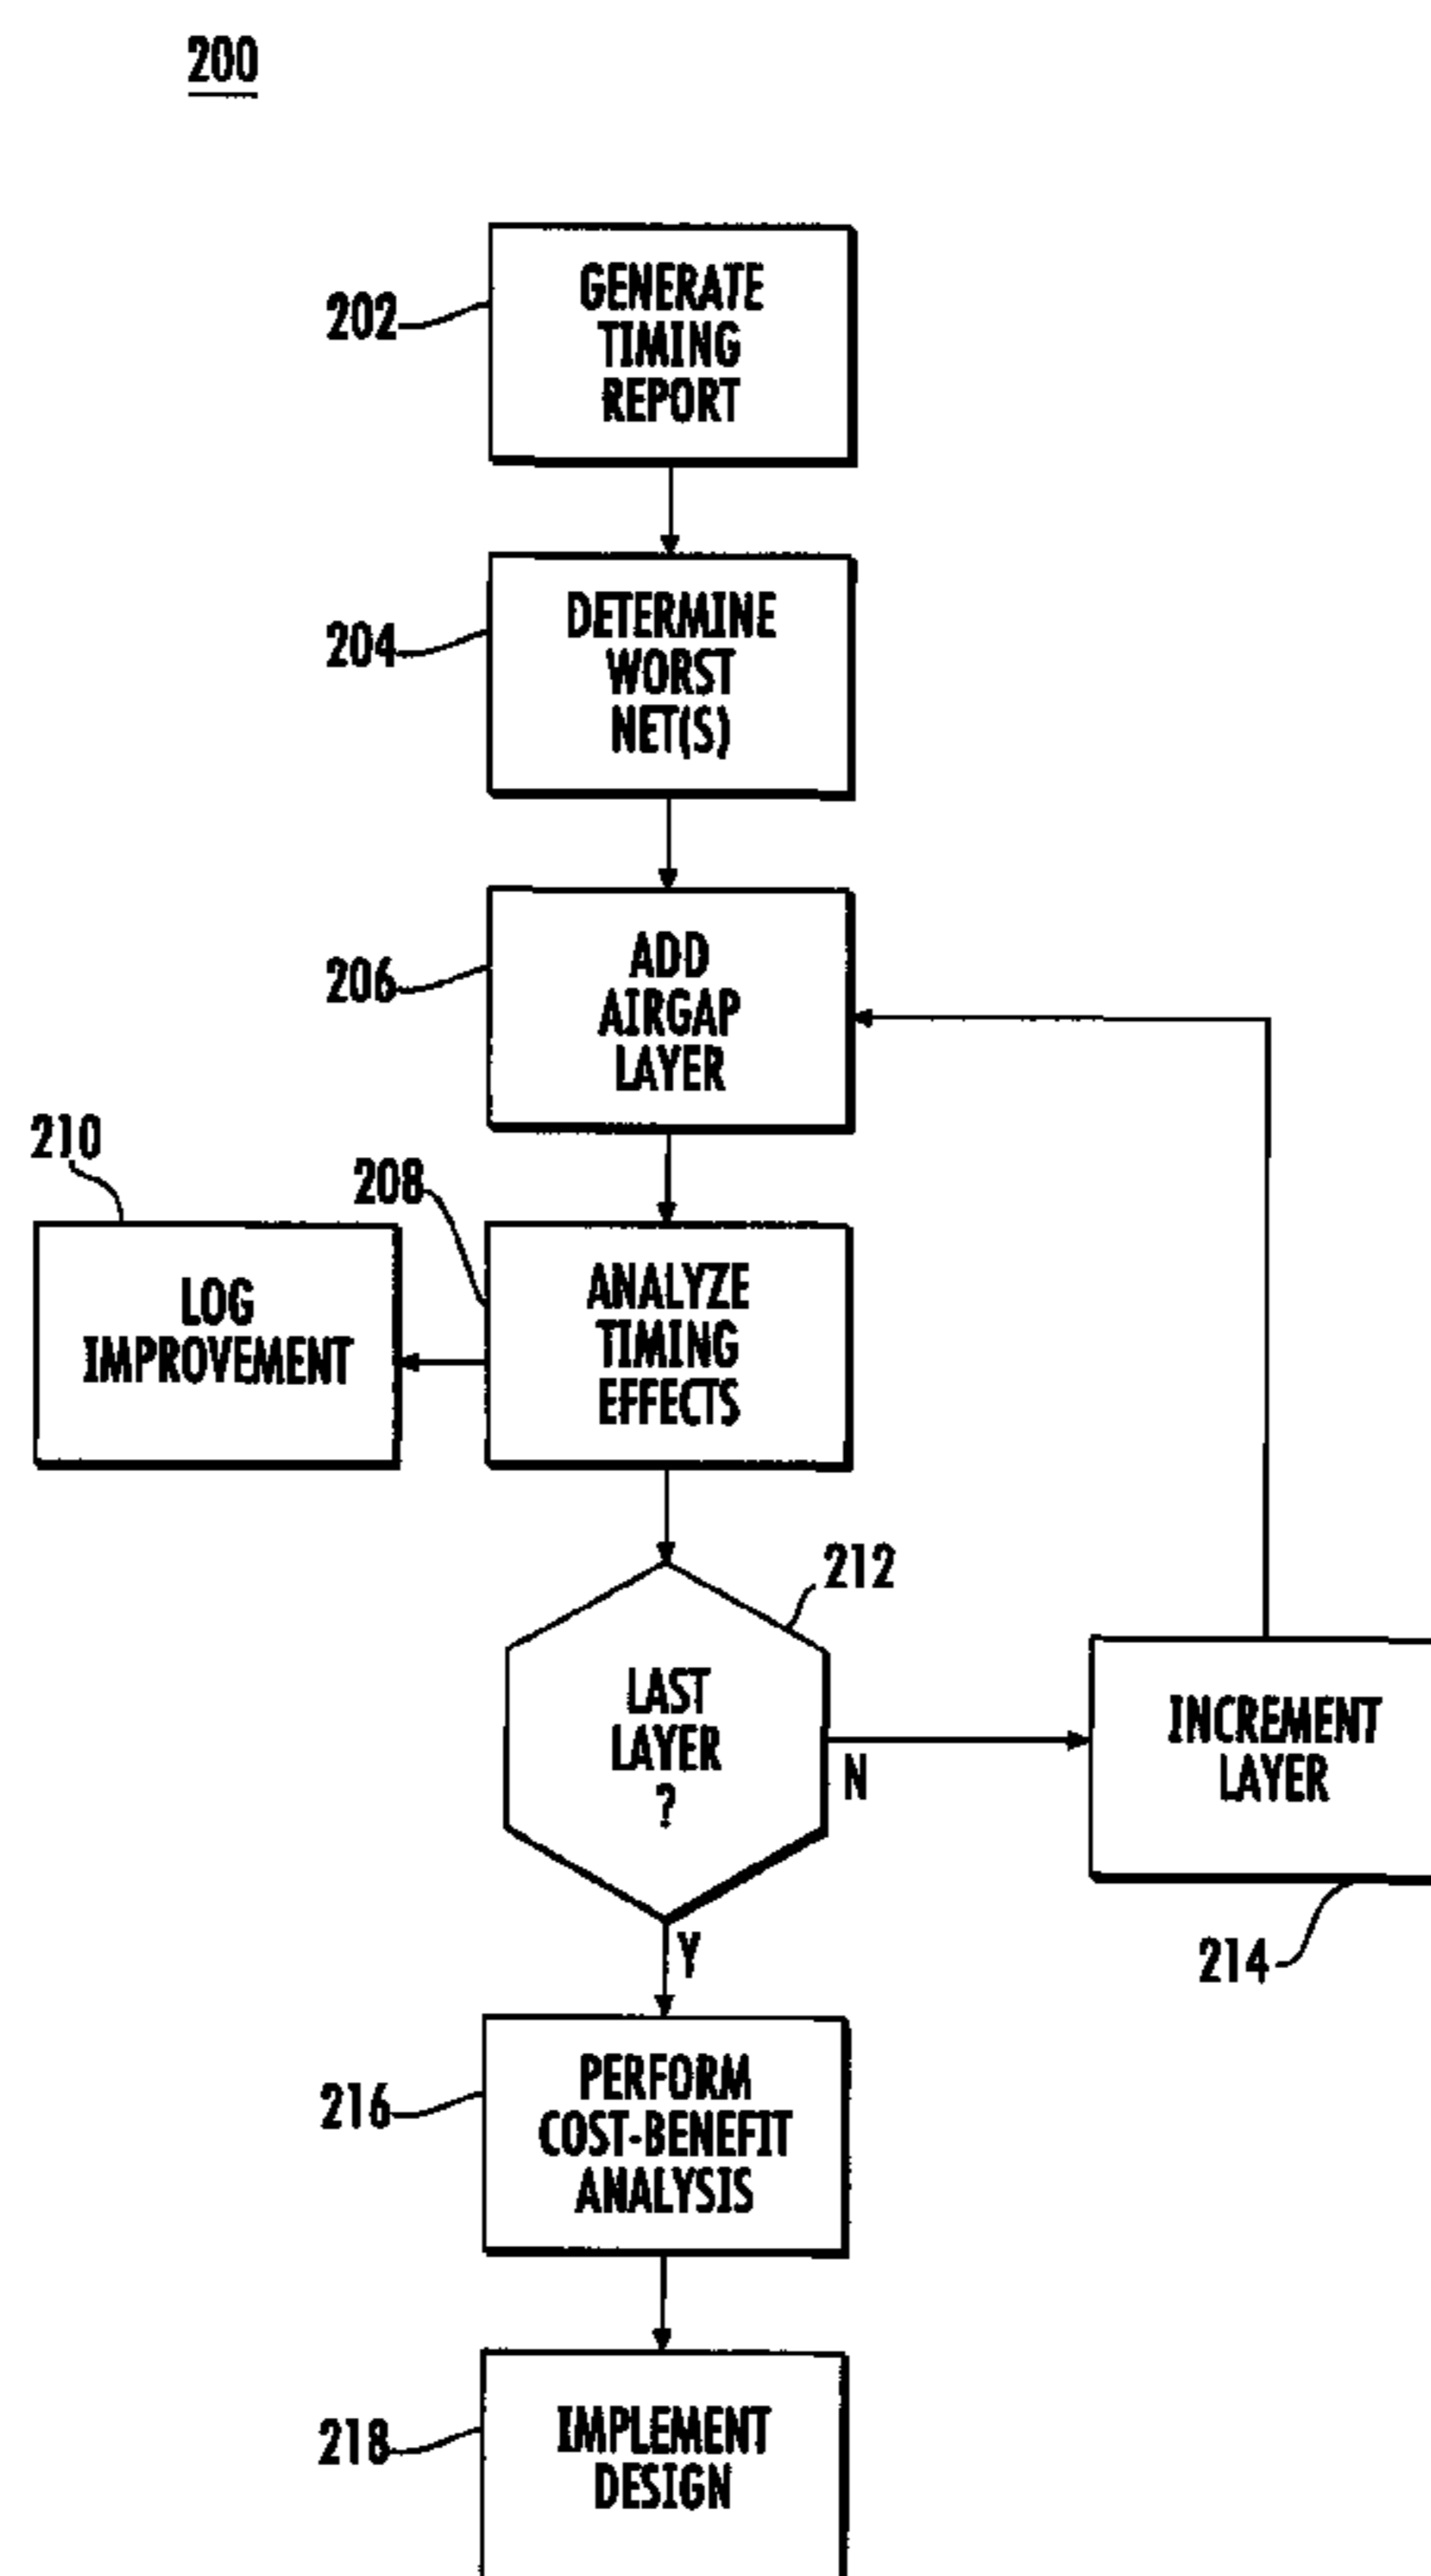 200
202
GENERATE
TIMING
REPORT
204
DETERMINE
WORST
NET(S)
206
ADD
AIRGAP
LAYER
210
208
LOG
IMPROVEMENT
ANALYZE
TIMING
EFFECTS
212
LAST
LAYER
?
N
INCREMENT
LAYER
214
Y
216
PERFORM
COST-BENEFIT
ANALYSIS
218
IMPLEMENT
DESIGN